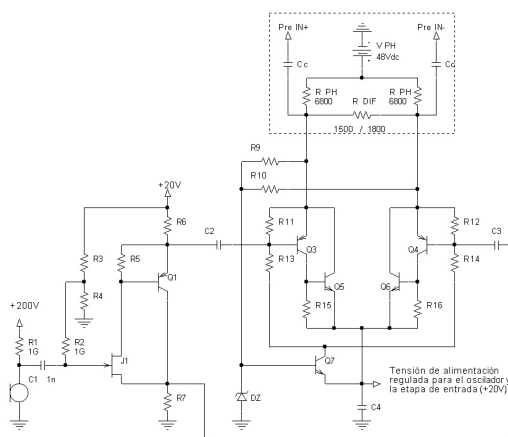 Pre IN+
Pre IN-
V PH
48Vdc
Cc
Cc
R PH
6800
R DIF
R PH
6800
1500 / 1800
R9
R10
+20V
R6
C2
R11
R12
C3
Q3
Q4
R3
R5
Q1
R13
R14
R4
Q5
Q6
+200V
R15
R16
R1
1G
R2
1G
J1
Q7
Tensión de alimentación
regulada para el oscilador y
la etapa de entrada (+20V)
C1
1n
R7
DZ
C4